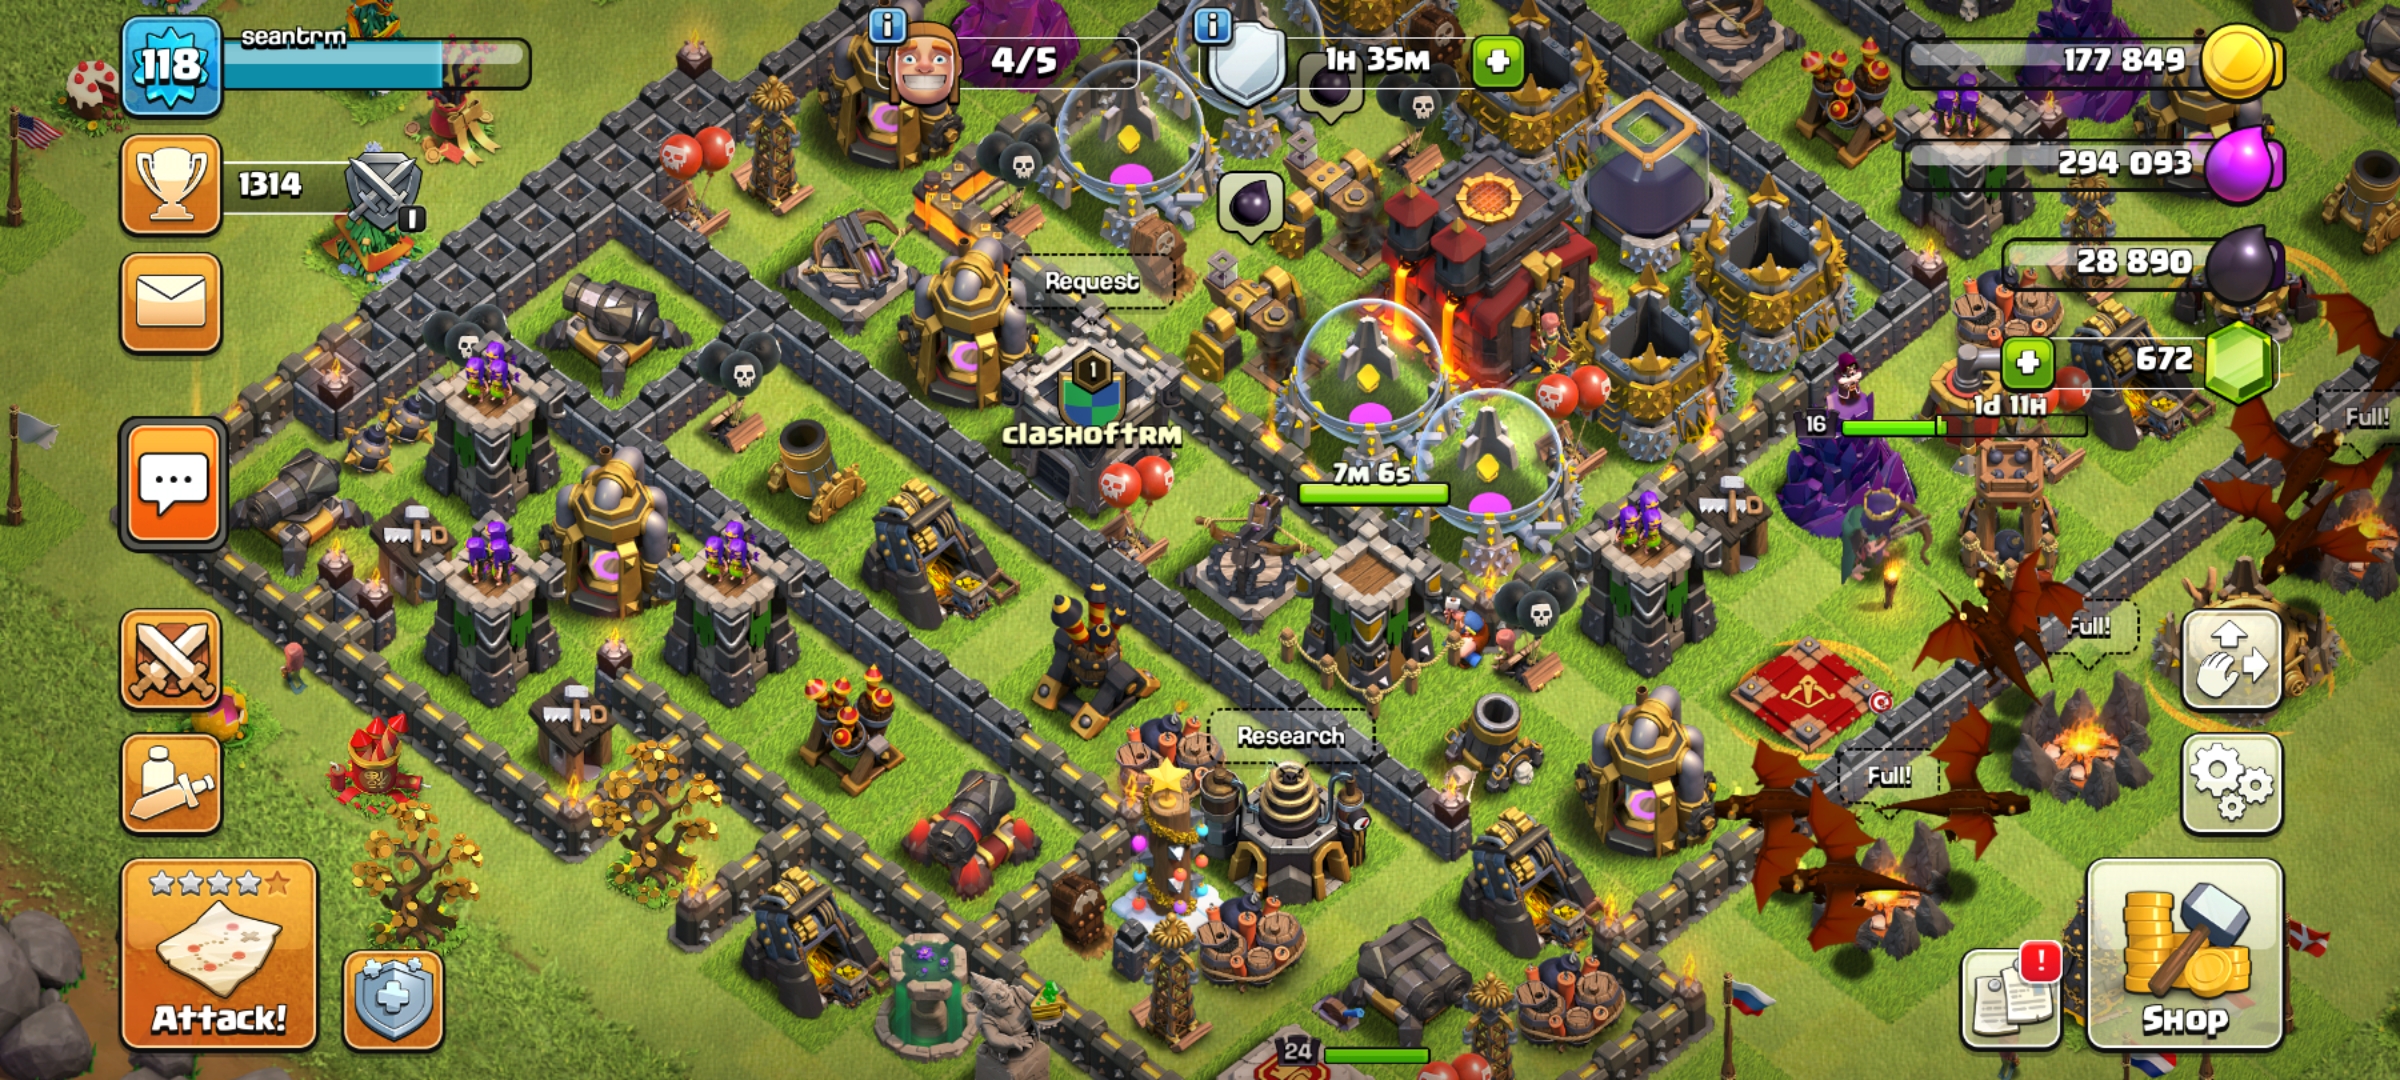 118
seantrm
4/5
1H 35M
177 849
1314
I
294 093
Request
28 890
1
clashoftrm
672
1d 11H
16
Full!
7M 6s
Full!
Research
Full!
Attack!
Shop
!
24